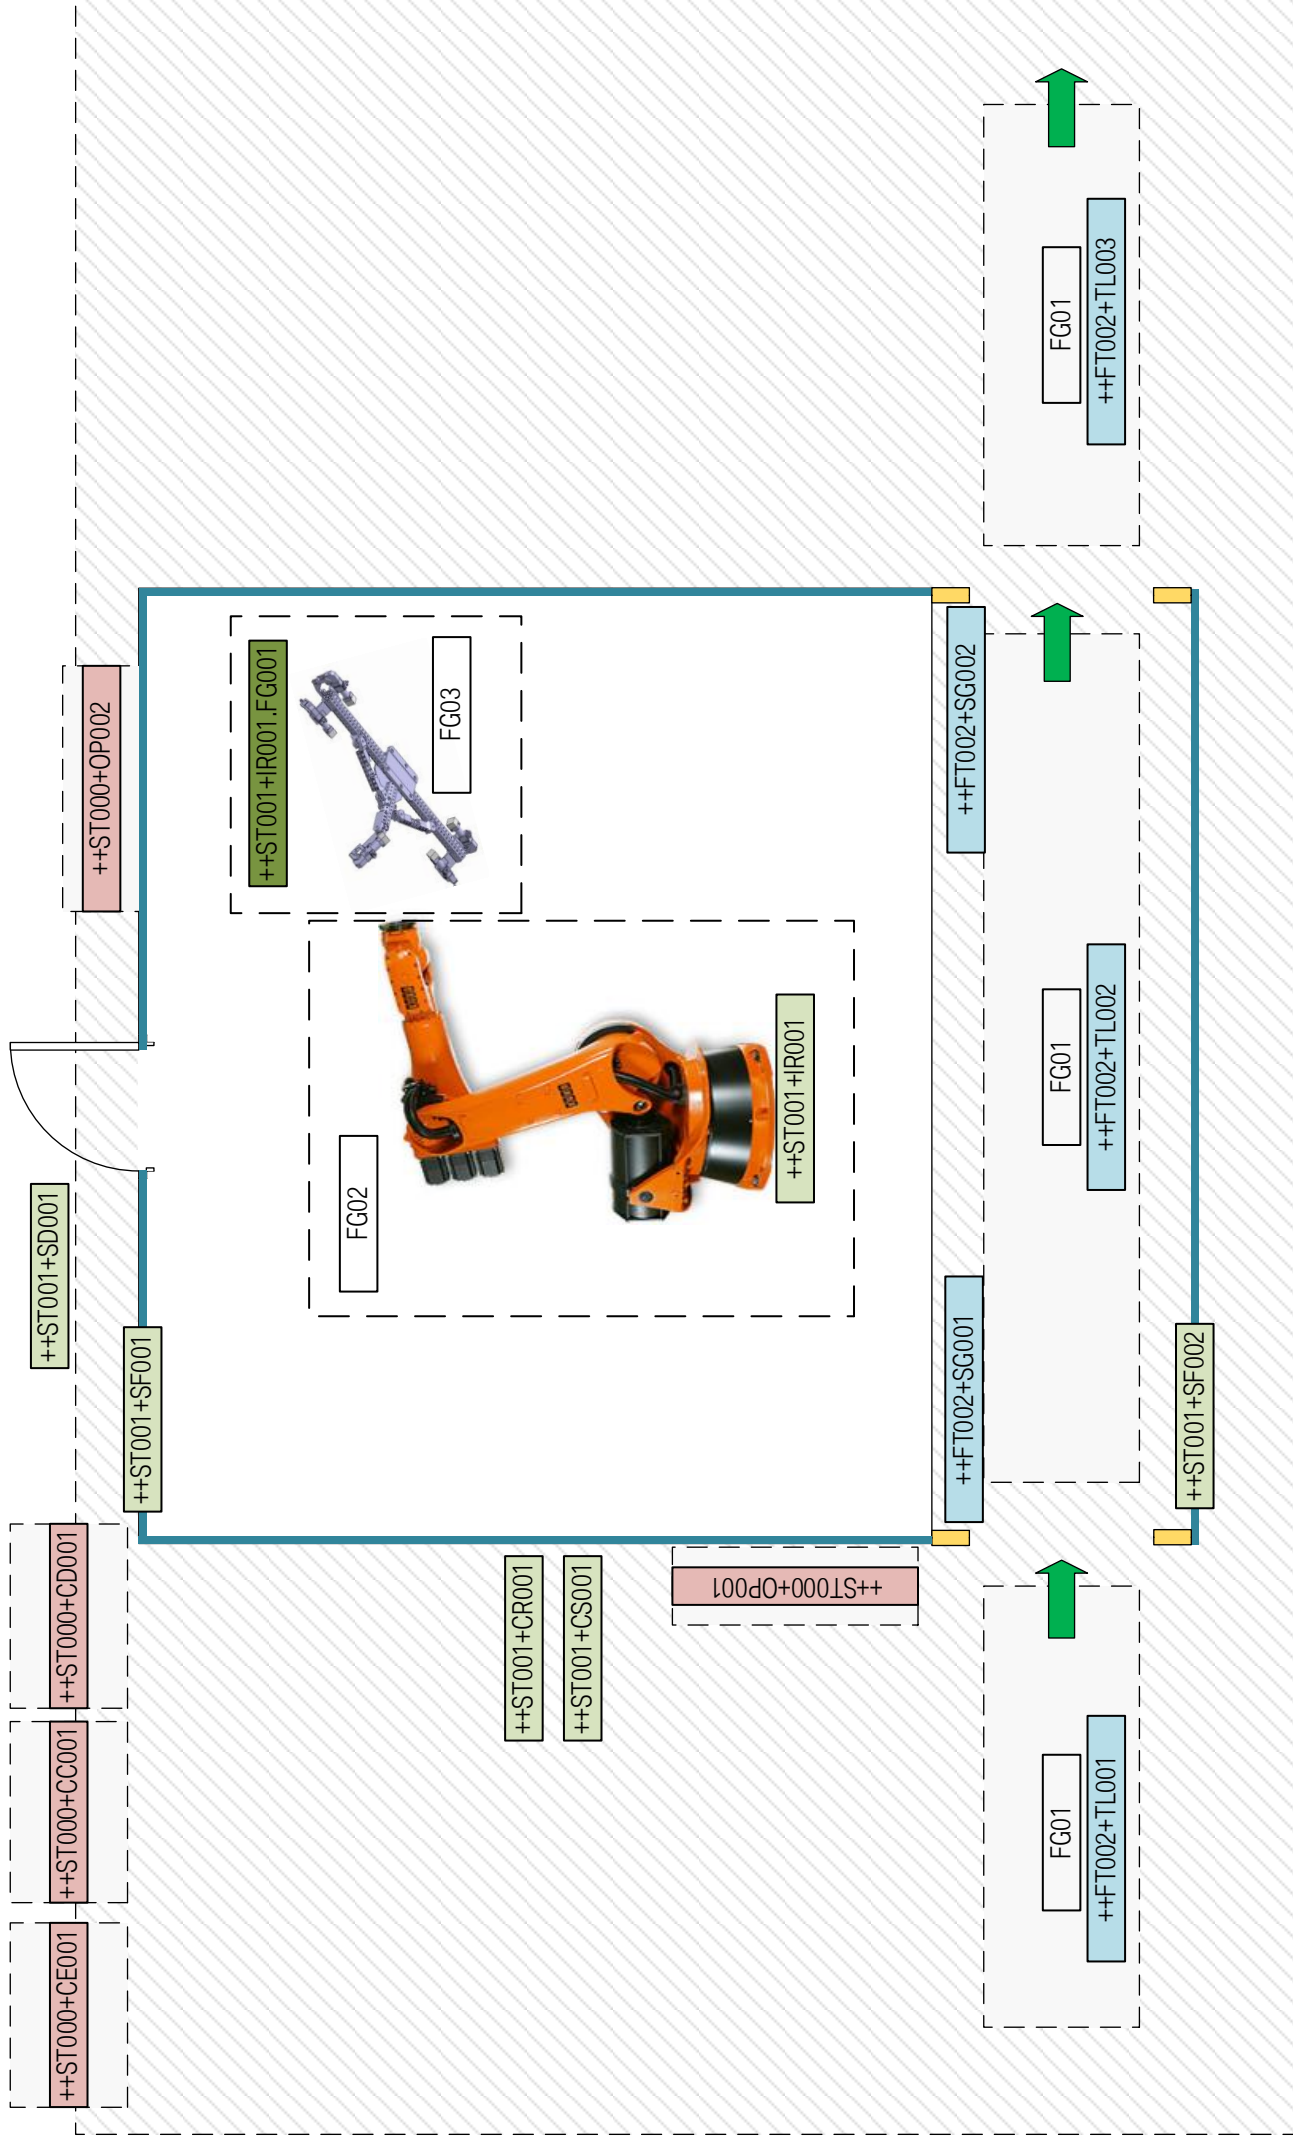 ++ST000+CE001
++ST000+CC001
++ST000+CD001
++ST001+SD001
++ST001+SF001
++ST000+OP002
++ST001+IR001.FG001
FG03
FG02
++ST001+IR001
++ST001+CR001
++ST001+CS001
++ST000+OP001
++FT002+SG001
++FT002+SG002
FG01
++FT002+TL001
FG01
++FT002+TL002
FG01
++FT002+TL003
++ST001+SF002